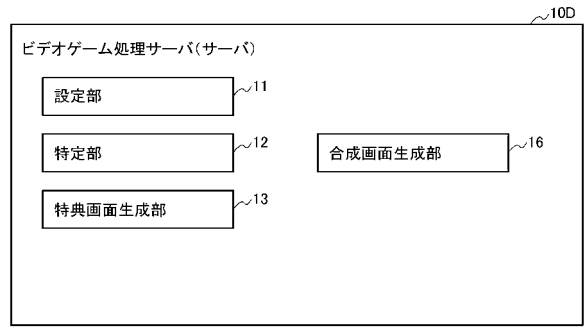 10D
ビデオゲーム処理サーバ(サーバ)
設定部
11
特定部
12
合成画面生成部
16
特典画面生成部
13